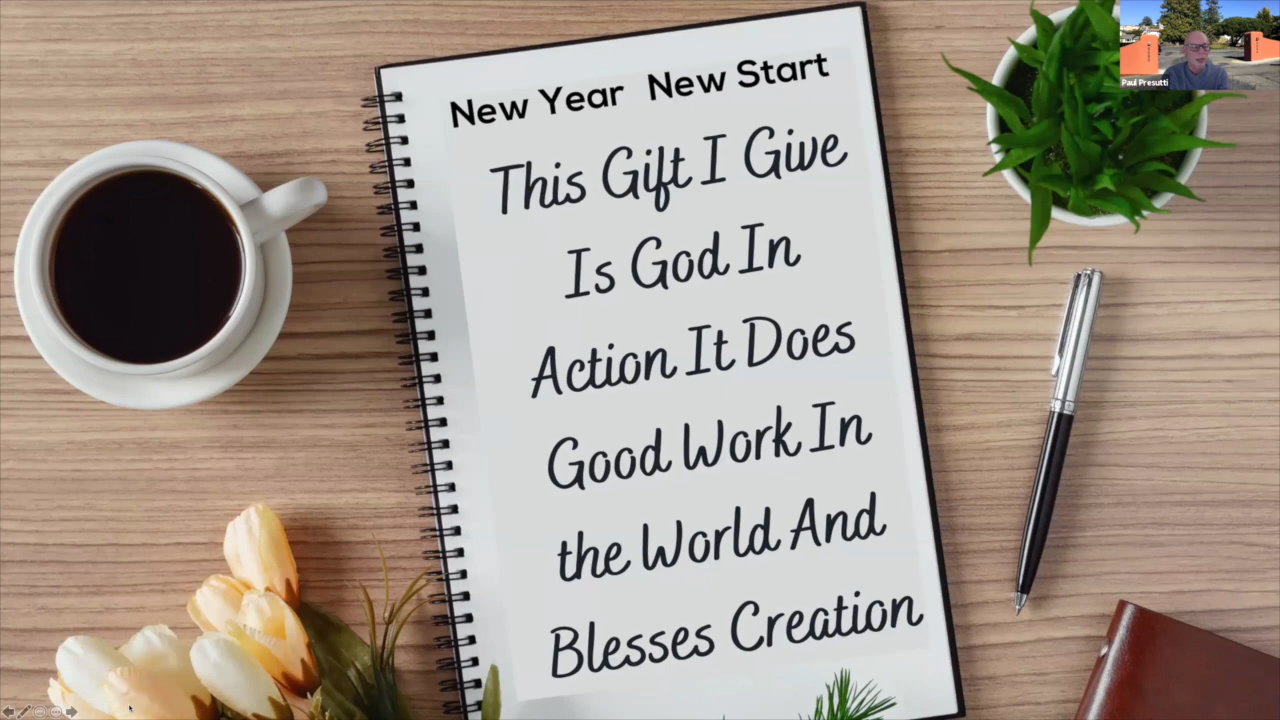 New Year New Start
This Gift I Give
Is God In
Action It Does
Good Work In
the World And
Blesses Creation
Paul Presutti